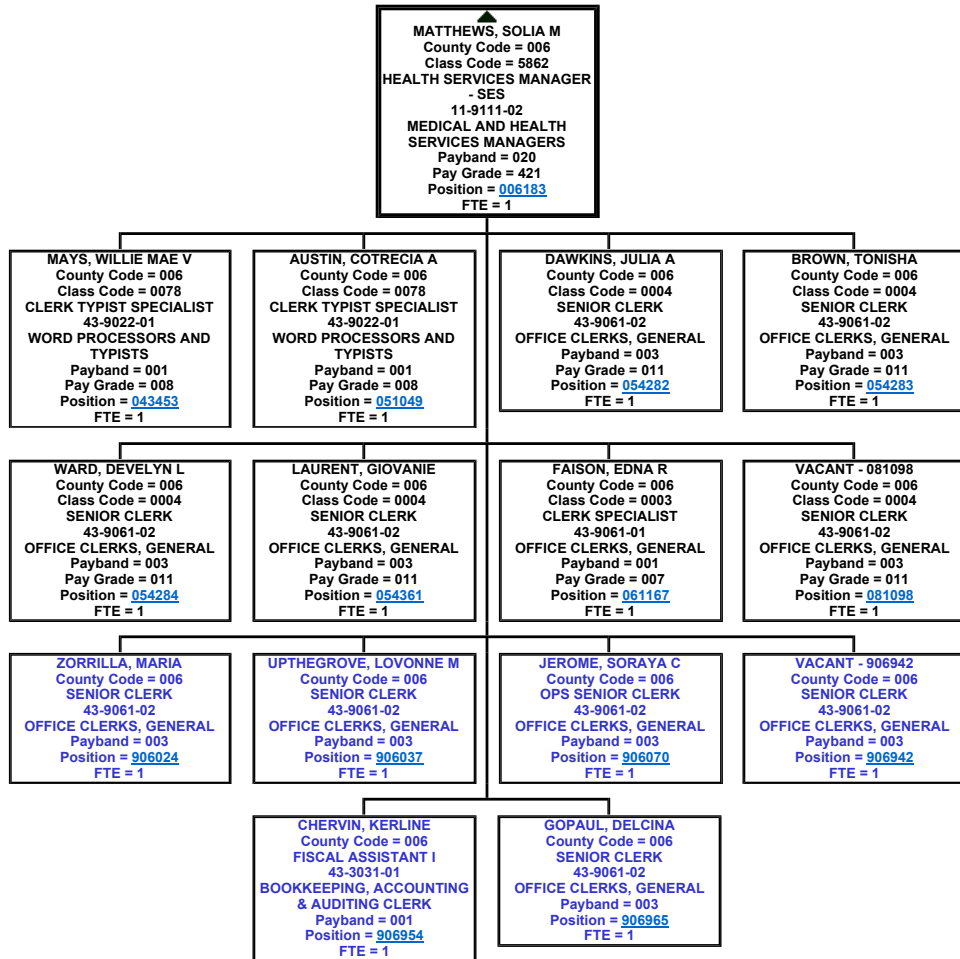 MATTHEWS, SOLIA M
County Code = 006
Class Code = 5862
HEALTH SERVICES MANAGER
- SES
11-9111-02
MEDICAL AND HEALTH
SERVICES MANAGERS
Payband = 020
Pay Grade = 421
Position = 006183
FTE = 1
MAYS, WILLIE MAE V
County Code = 006
Class Code = 0078
CLERK TYPIST SPECIALIST
43-9022-01
WORD PROCESSORS AND
TYPISTS
Payband = 001
Pay Grade = 008
Position = 043453
FTE = 1
AUSTIN, COTRECIA A
County Code = 006
Class Code = 0078
CLERK TYPIST SPECIALIST
43-9022-01
WORD PROCESSORS AND
TYPISTS
Payband = 001
Pay Grade = 008
Position = 051049
FTE = 1
DAWKINS, JULIA A
County Code = 006
Class Code = 0004
SENIOR CLERK
43-9061-02
OFFICE CLERKS, GENERAL
Payband = 003
Pay Grade = 011
Position = 054282
FTE = 1
BROWN, TONISHA
County Code = 006
Class Code = 0004
SENIOR CLERK
43-9061-02
OFFICE CLERKS, GENERAL
Payband = 003
Pay Grade = 011
Position = 054283
FTE = 1
WARD, DEVELYN L
County Code = 006
Class Code = 0004
SENIOR CLERK
43-9061-02
OFFICE CLERKS, GENERAL
Payband = 003
Pay Grade = 011
Position = 054284
FTE = 1
LAURENT, GIOVANIE
County Code = 006
Class Code = 0004
SENIOR CLERK
43-9061-02
OFFICE CLERKS, GENERAL
Payband = 003
Pay Grade = 011
Position = 054361
FTE = 1
FAISON, EDNA R
County Code = 006
Class Code = 0003
CLERK SPECIALIST
43-9061-01
OFFICE CLERKS, GENERAL
Payband = 001
Pay Grade = 007
Position = 061167
FTE = 1
VACANT - 081098
County Code = 006
Class Code = 0004
SENIOR CLERK
43-9061-02
OFFICE CLERKS, GENERAL
Payband = 003
Pay Grade = 011
Position = 081098
FTE = 1
ZORRILLA, MARIA
County Code = 006
SENIOR CLERK
43-9061-02
OFFICE CLERKS, GENERAL
Payband = 003
Position = 906024
FTE = 1
UPTHEGROVE, LOVONNE M
County Code = 006
SENIOR CLERK
43-9061-02
OFFICE CLERKS, GENERAL
Payband = 003
Position = 906037
FTE = 1
JEROME, SORAYA C
County Code = 006
OPS SENIOR CLERK
43-9061-02
OFFICE CLERKS, GENERAL
Payband = 003
Position = 906070
FTE = 1
VACANT - 906942
County Code = 006
SENIOR CLERK
43-9061-02
OFFICE CLERKS, GENERAL
Payband = 003
Position = 906942
FTE = 1
CHERVIN, KERLINE
County Code = 006
FISCAL ASSISTANT I
43-3031-01
BOOKKEEPING, ACCOUNTING
& AUDITING CLERK
Payband = 001
Position = 906954
FTE = 1
GOPAUL, DELCINA
County Code = 006
SENIOR CLERK
43-9061-02
OFFICE CLERKS, GENERAL
Payband = 003
Position = 906965
FTE = 1